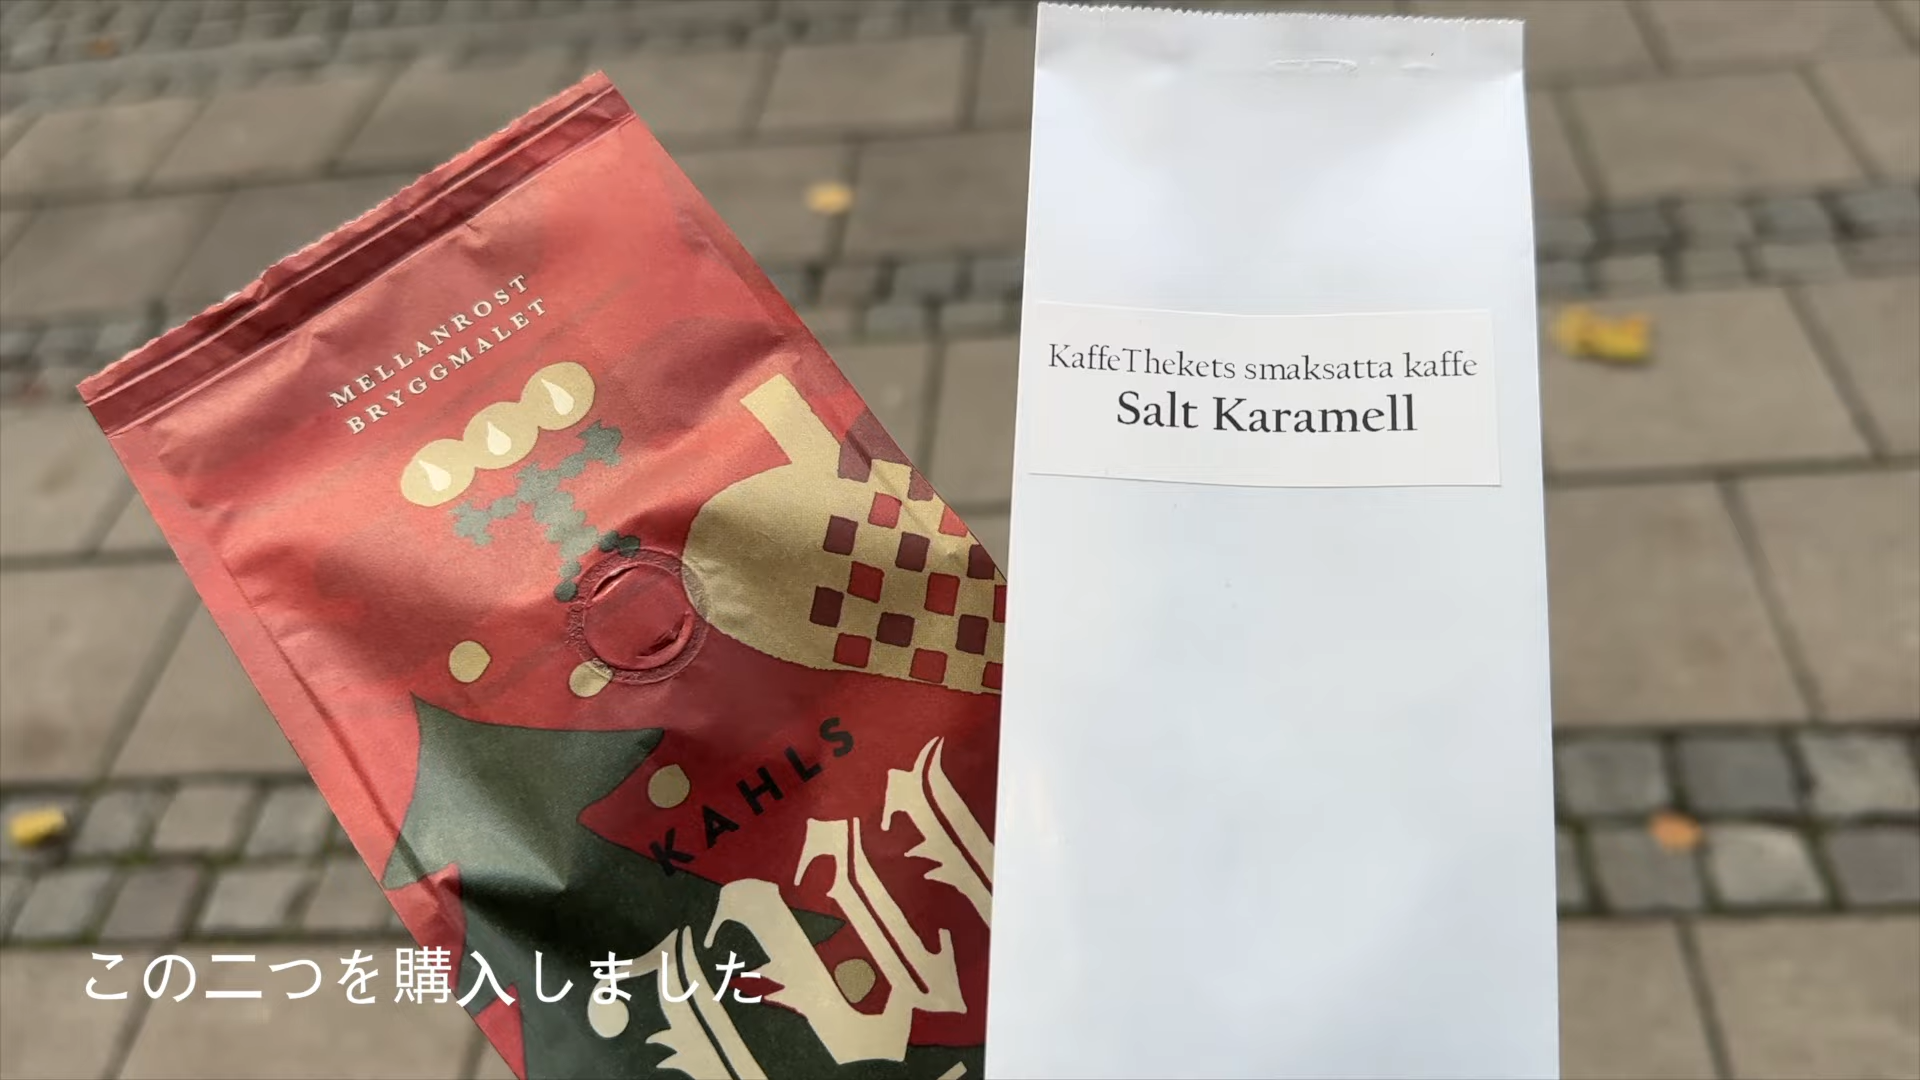 MELLANROST
BRYGGMALET
KAHLS
KaffeThekets smaksatta kaffe
Salt Karamell
この二つを購入しました